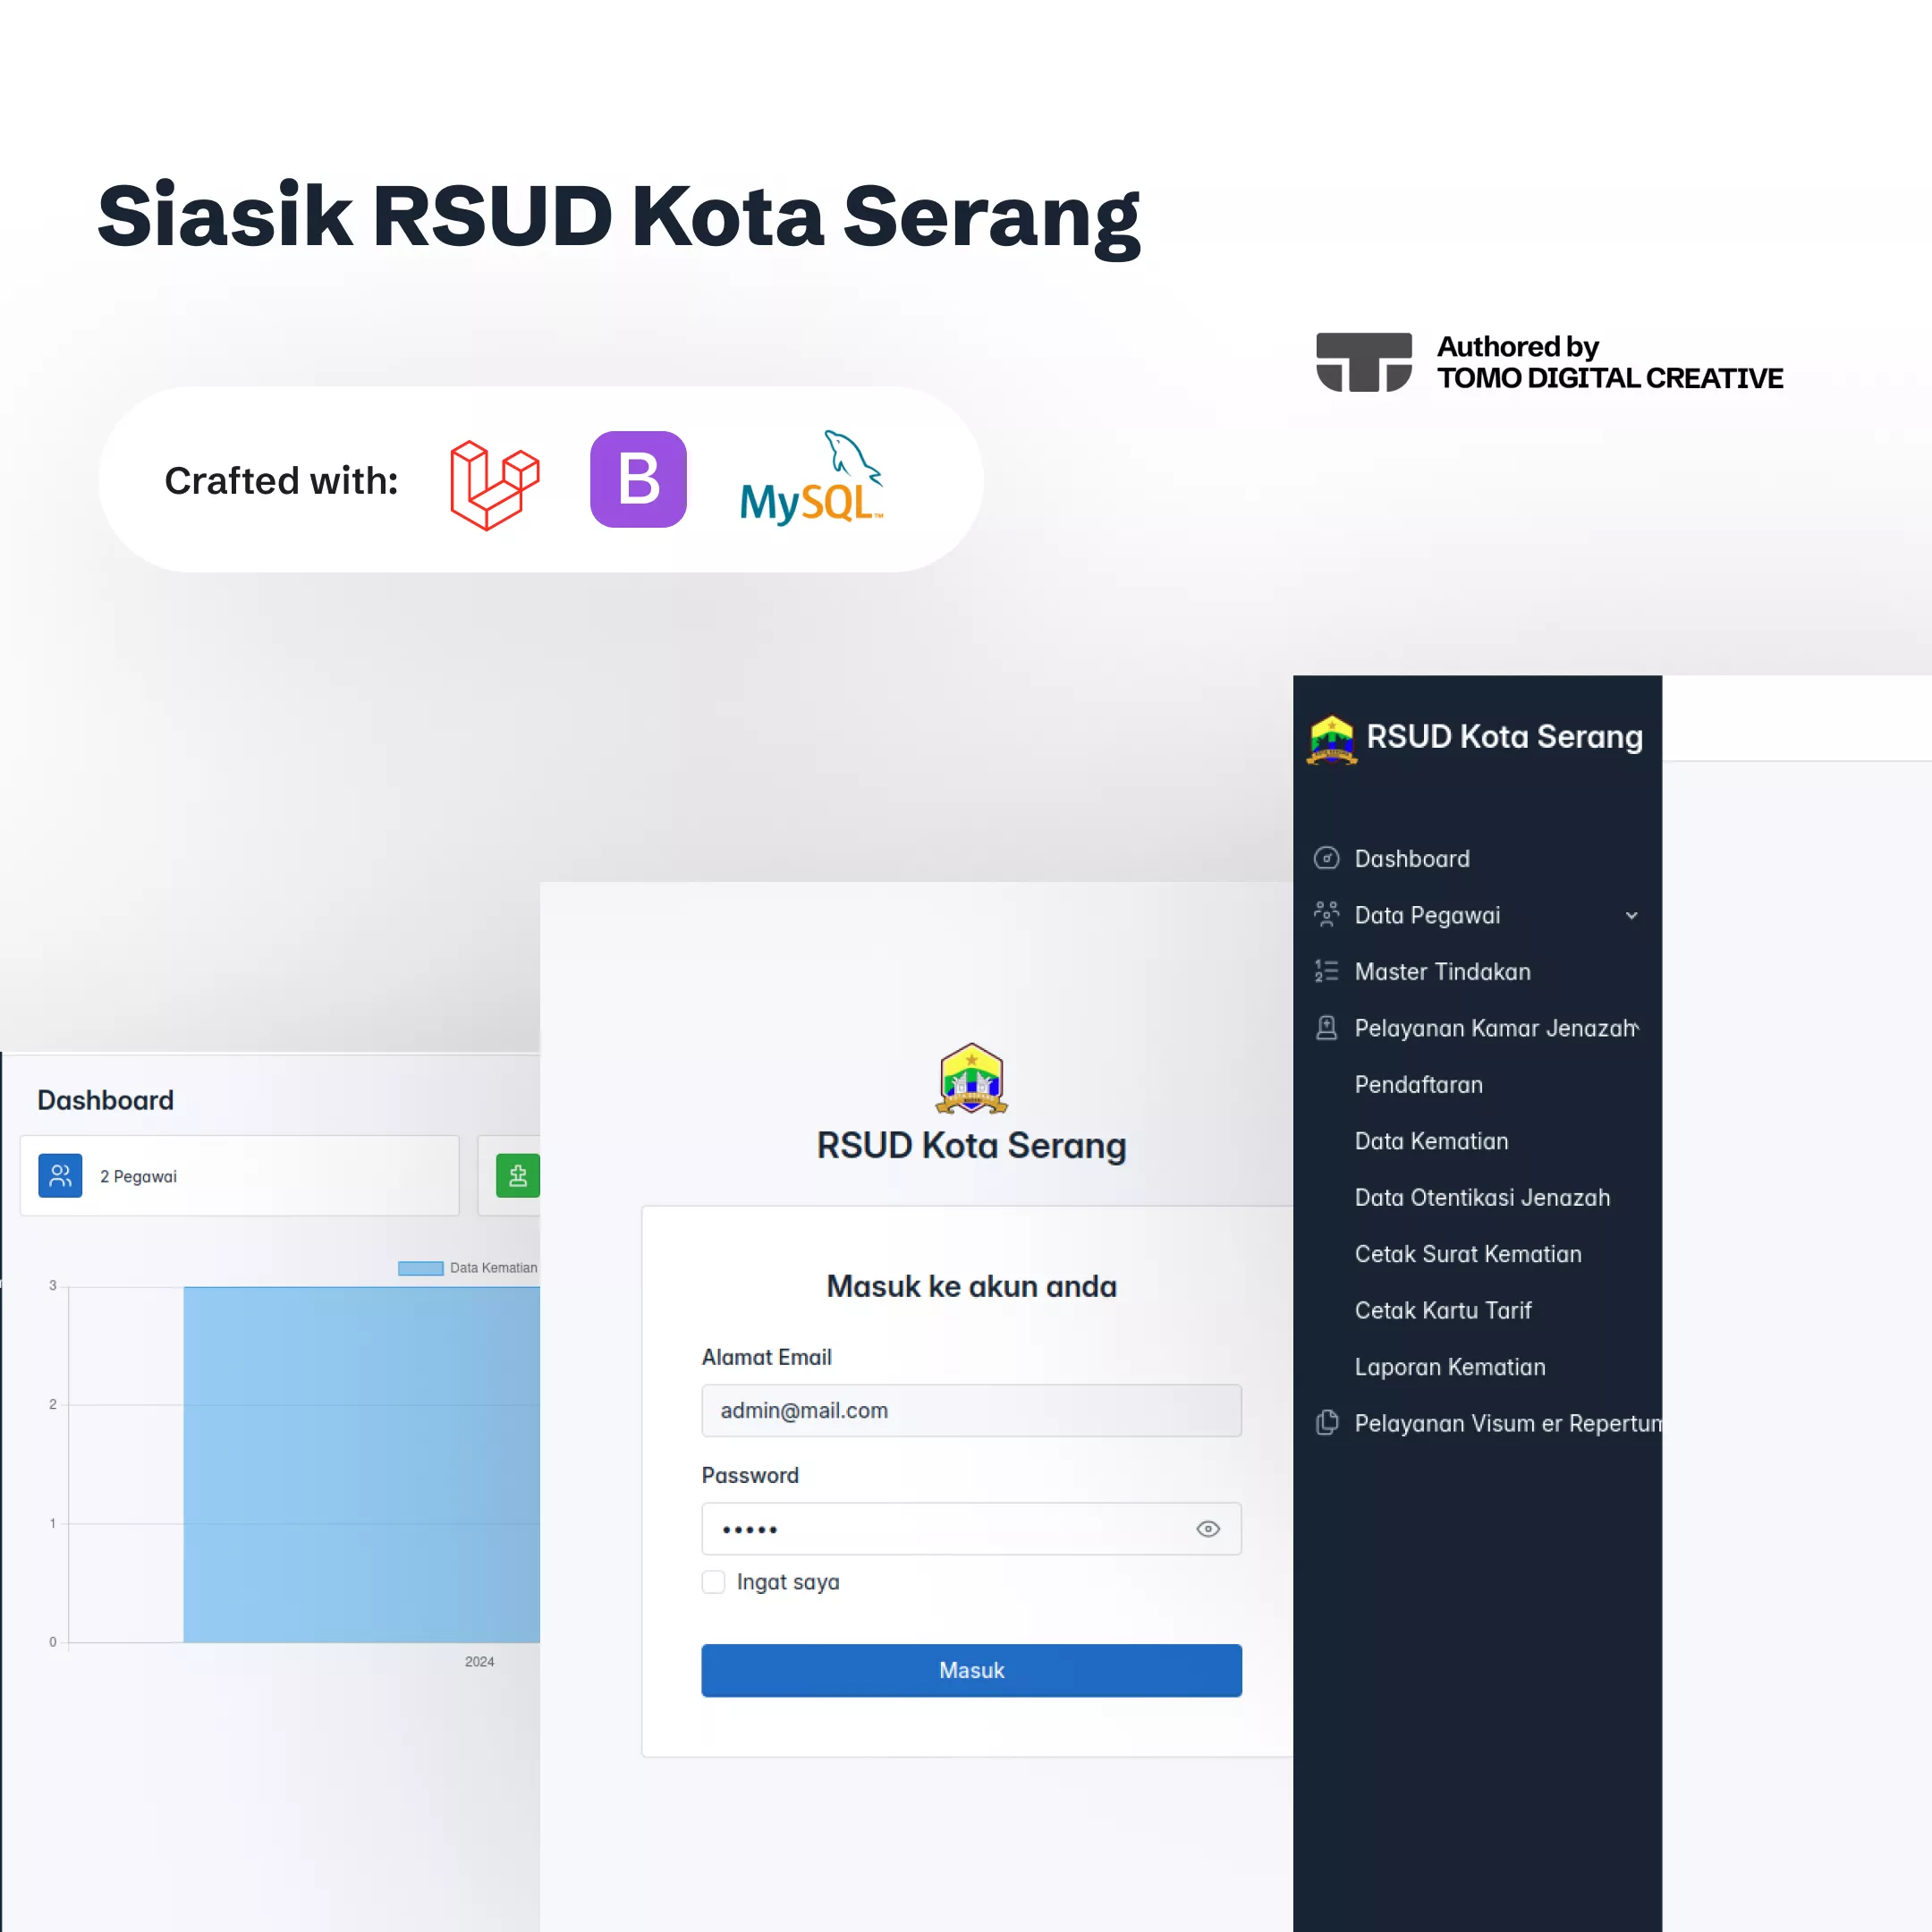 Siasik RSUD Kota Serang
Authored by
TOMO DIGITAL CREATIVE
Crafted with:
B
MySQL™
RSUD Kota Serang
Dashboard
Data Pegawai
Master Tindakan
Pelayanan Kamar Jenazah
Pendaftaran
Data Kematian
Data Otentikasi Jenazah
Cetak Surat Kematian
Cetak Kartu Tarif
Laporan Kematian
Pelayanan Visum er Repertum
RSUD Kota Serang
Masuk ke akun anda
Alamat Email
admin@mail.com
Password
Ingat saya
Masuk
Dashboard
2 Pegawai
Data Kematian
3
2
1
0
2024